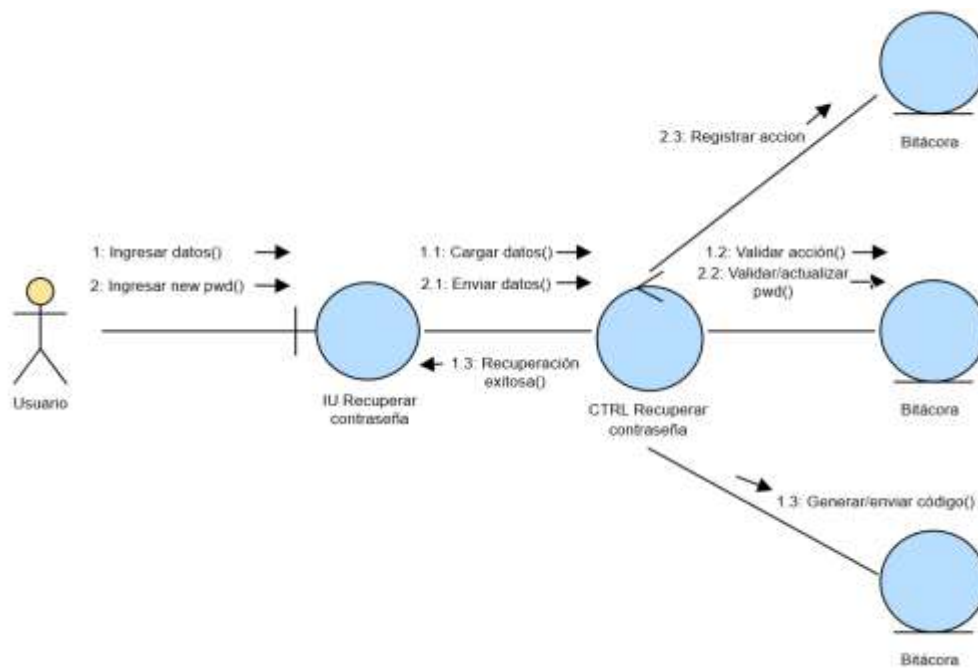 2.3: Registrar accion
Bitácora
1: Ingresar datos()
1.1: Cargar datos()
1.2: Validar acción()
2: Ingresar new pwd()
2.1: Enviar datos()
2.2: Validar/actualizar
pwd()
1.3: Recuperación
exitosa()
Usuario
IU Recuperar
contraseña
CTRL Recuperar
contraseña
Bitácora
1.3: Generar/enviar código()
Bitácora